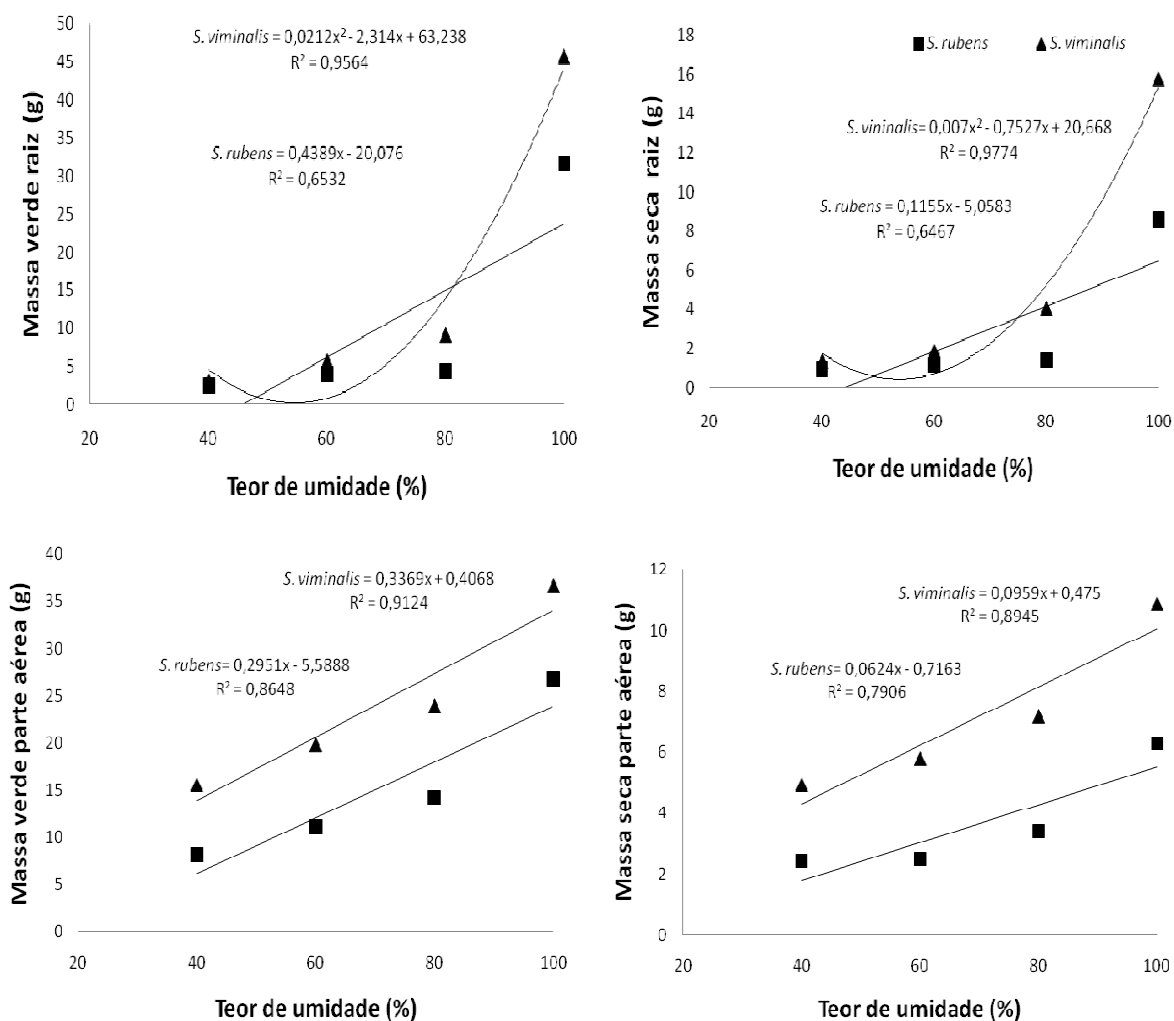 S. viminalis = 0,0212x² - 2,314x + 63,238
R² = 0,9564
S. rubens = 0,4389x - 20,076
R² = 0,6532
Massa verde raiz (g)
50
45
40
35
30
25
20
15
10
5
0
20 40 60 80 100
Teor de umidade (%)
S. rubens S. viminalis
S. vininalis= 0,007x² - 0,7527x + 20,668
R² = 0,9774
S. rubens = 0,1155x - 5,0583
R² = 0,6467
Massa seca raiz (g)
18
16
14
12
10
8
6
4
2
0
20 40 60 80 100
Teor de umidade (%)
S. viminalis = 0,3369x + 0,4068
R² = 0,9124
S. rubens= 0,2951x - 5,5888
R² = 0,8648
Massa verde parte aérea (g)
40
35
30
25
20
15
10
5
0
20 40 60 80 100
Teor de umidade (%)
S. viminalis = 0,0959x + 0,475
R² = 0,8945
S. rubens= 0,0624x - 0,7163
R² = 0,7906
Massa seca parte aérea (g)
12
10
8
6
4
2
0
20 40 60 80 100
Teor de umidade (%)